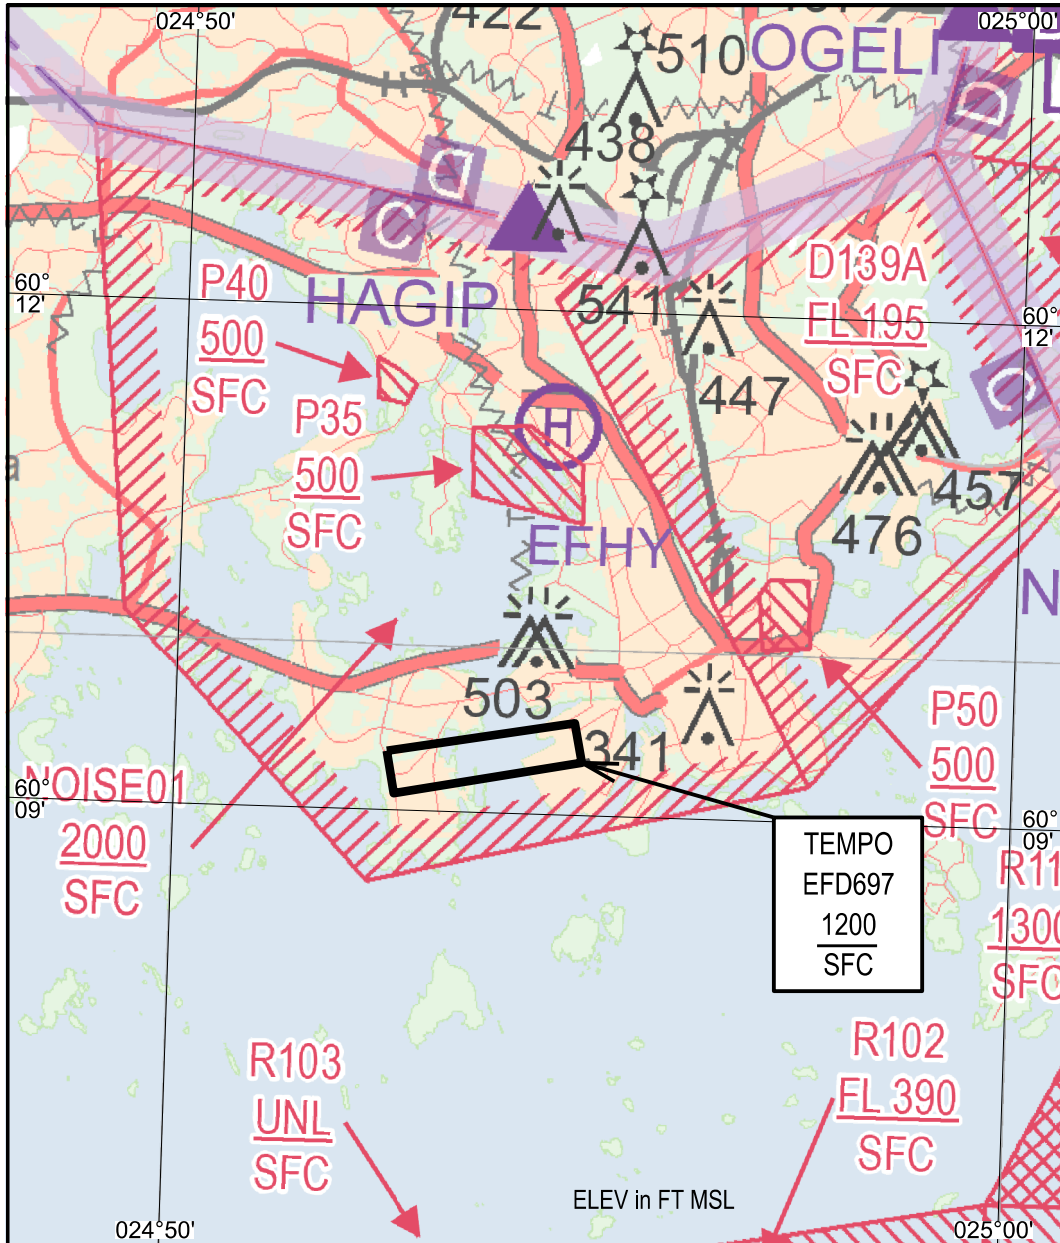 024°50'
422
510
OGELI
025°00'
D
438
D
C
D139A
FL 195
SFC
P40
500
SFC
60°
12'
HAGIP
541
60°
12'
C
447
P35
500
SFC
H
457
476
EFHY
N
503
341
P50
500
SFC
NOISE01
2000
SFC
60°
09'
60°
09'
TEMPO
EFD697
1200
SFC
R11
1300
SFC
R103
UNL
SFC
R102
FL 390
SFC
ELEV in FT MSL
024°50'
025°00'